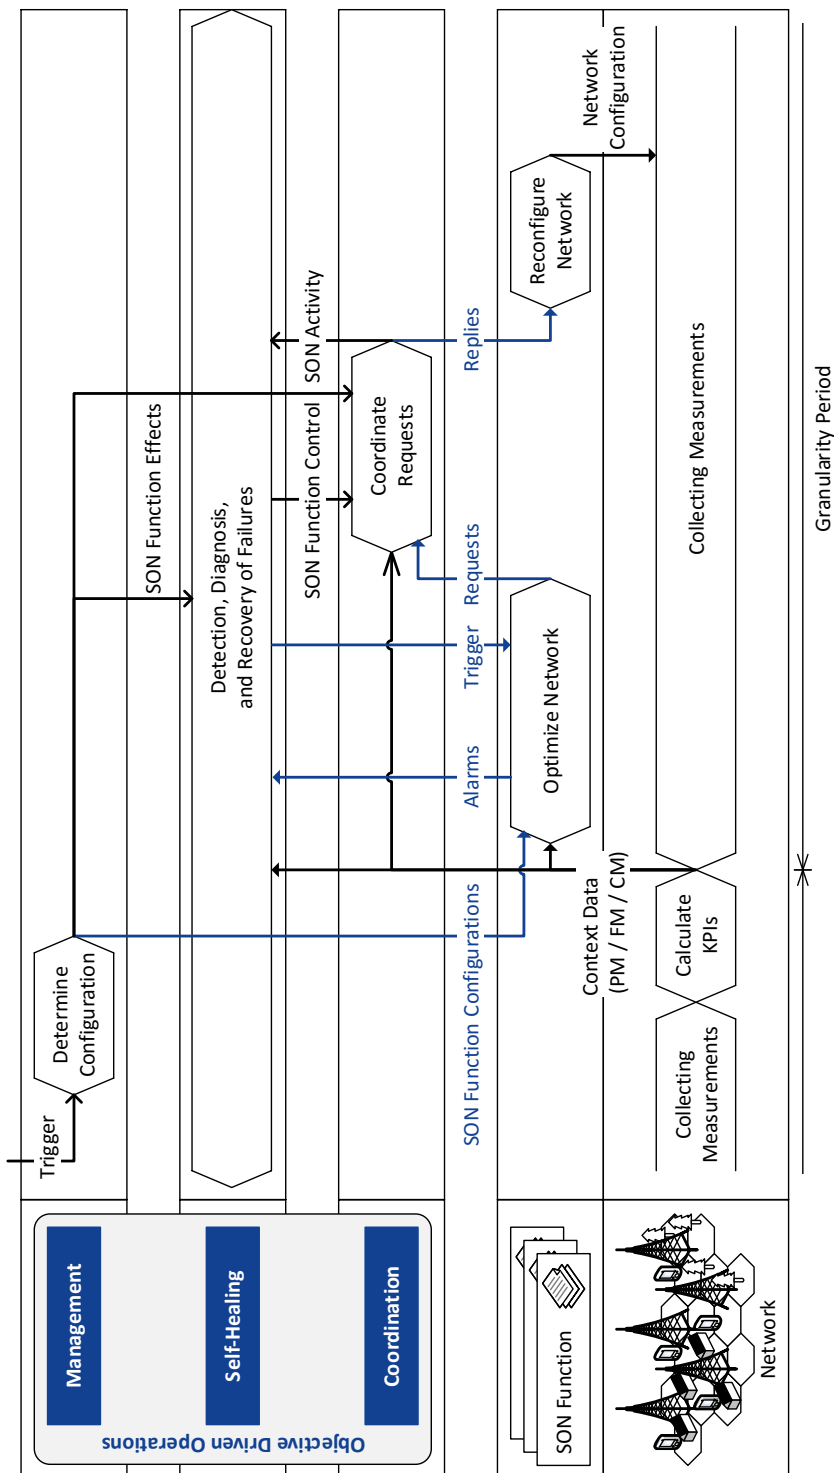 Objective Driven Operations
Management
Trigger
Determine
Configuration
SON Function Effects
Self-Healing
Detection, Diagnosis,
and Recovery of Failures
SON Function Control
SON Activity
Coordination
Coordinate
Requests
SON Function Configurations
Alarms
Trigger
Requests
Replies
SON Function
Optimize Network
Reconfigure
Network
Context Data
(PM / FM / CM)
Network
Configuration
Network
Collecting
Measurements
Calculate
KPIs
Collecting Measurements
Granularity Period